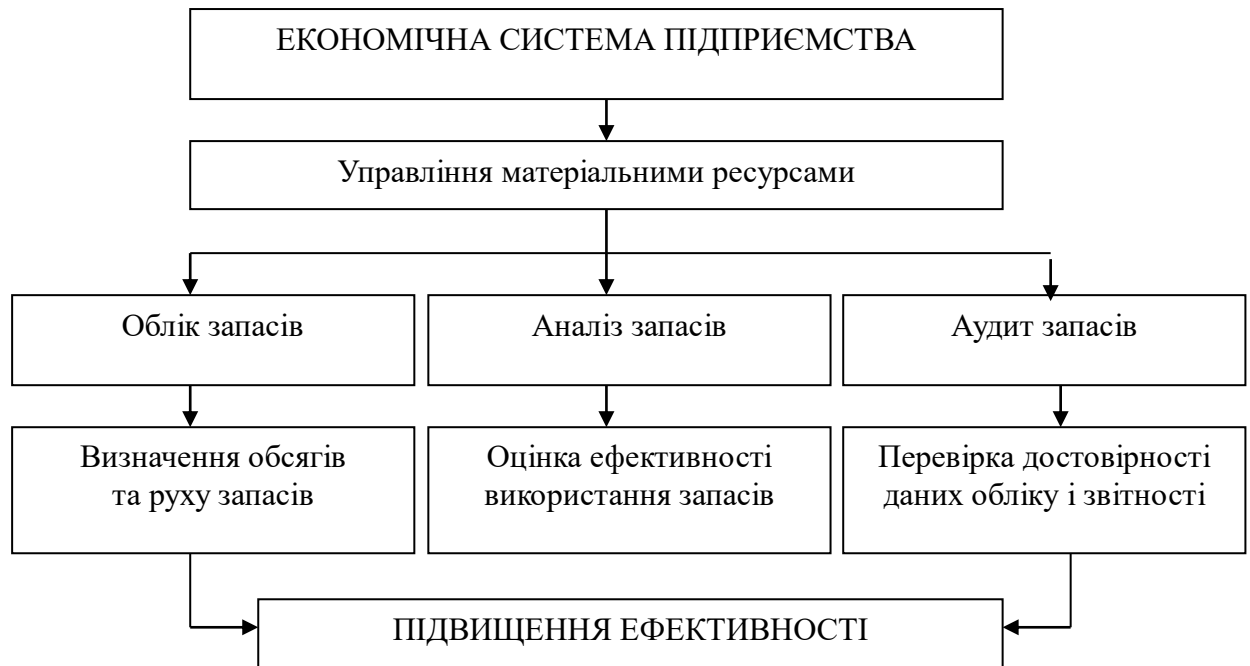 ЕКОНОМІЧНА СИСТЕМА ПІДПРИЄМСТВА
Управління матеріальними ресурсами
Облік запасів
Аналіз запасів
Аудит запасів
Визначення обсягів
та руху запасів
Оцінка ефективності
використання запасів
Перевірка достовірності
даних обліку і звітності
ПІДВИЩЕННЯ ЕФЕКТИВНОСТІ